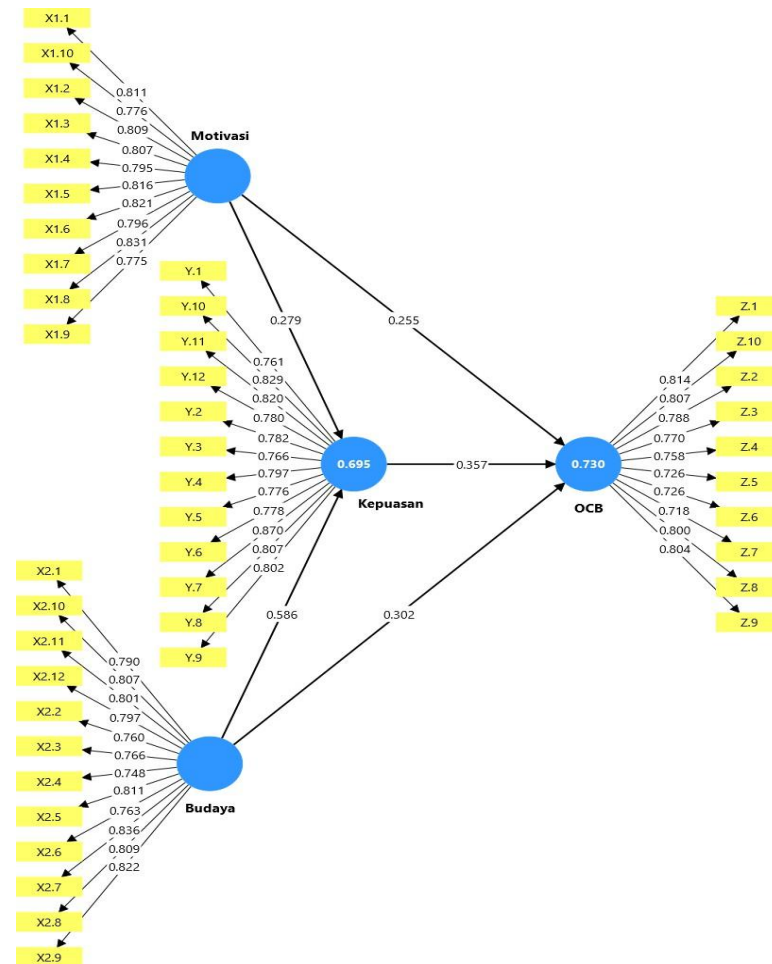 X1.1
X1.10
X1.2
X1.3
X1.4
X1.5
X1.6
X1.7
X1.8
X1.9
0.811
0.776
0.809
0.807
0.795
0.816
0.821
0.796
0.831
0.775
Motivasi
0.279
0.255
Y.1
Y.10
Y.11
Y.12
Y.2
Y.3
Y.4
Y.5
Y.6
Y.7
Y.8
Y.9
0.761
0.829
0.820
0.780
0.782
0.766
0.797
0.776
0.778
0.870
0.807
0.802
0.695
Kepuasan
0.357
0.730
OCB
0.814
0.807
0.788
0.770
0.758
0.726
0.726
0.718
0.800
0.804
Z.1
Z.10
Z.2
Z.3
Z.4
Z.5
Z.6
Z.7
Z.8
Z.9
0.586
0.302
X2.1
X2.10
X2.11
X2.12
X2.2
X2.3
X2.4
X2.5
X2.6
X2.7
X2.8
X2.9
0.790
0.807
0.801
0.797
0.760
0.766
0.748
0.811
0.763
0.836
0.809
0.822
Budaya